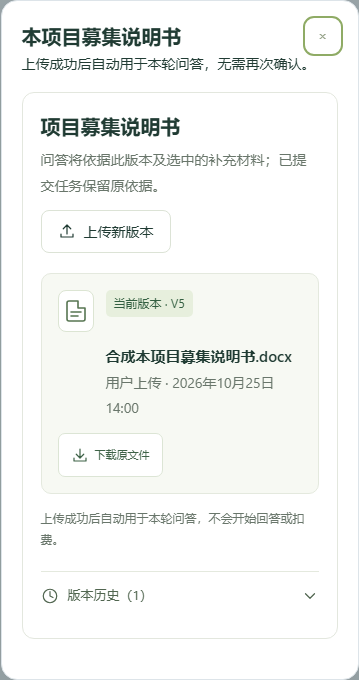 本项目募集说明书
×
上传成功后自动用于本轮问答，无需再次确认。
项目募集说明书
问答将依据此版本及选中的补充材料；已提
交任务保留原依据。
上传新版本
当前版本 · V5
合成本项目募集说明书.docx
用户上传 · 2026年10月25日
14:00
下载原文件
上传成功后自动用于本轮问答，不会开始回答或扣
费。
版本历史（1）